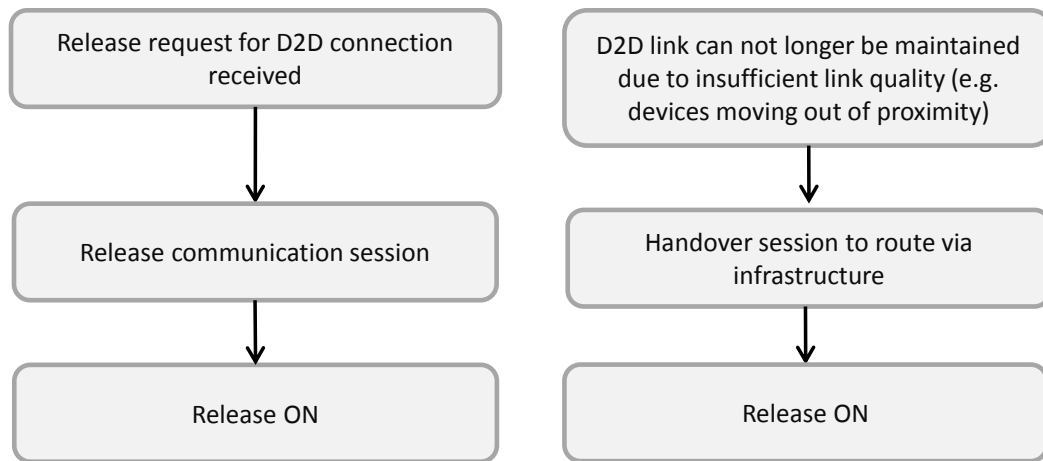 Release request for D2D connection
received
Release communication session
Release ON
D2D link can not longer be maintained
due to insufficient link quality (e.g.
devices moving out of proximity)
Handover session to route via
infrastructure
Release ON